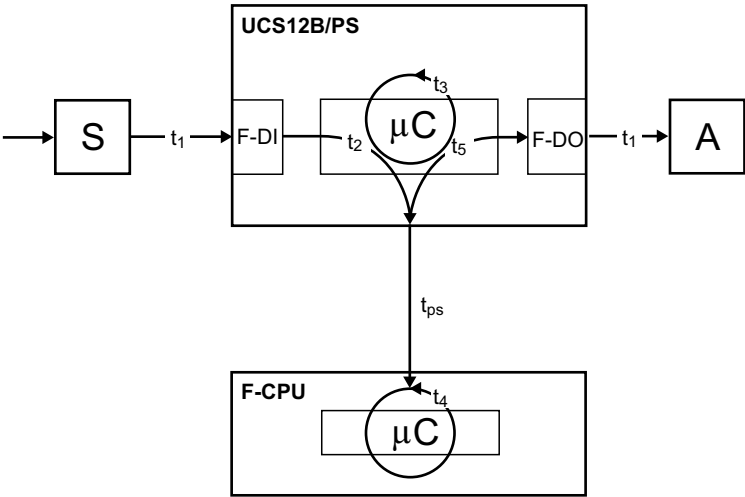 UCS12B/PS
t3
S
t1
F-DI
t2
μC
t5
F-DO
t1
A
tps
F-CPU
t4
μC